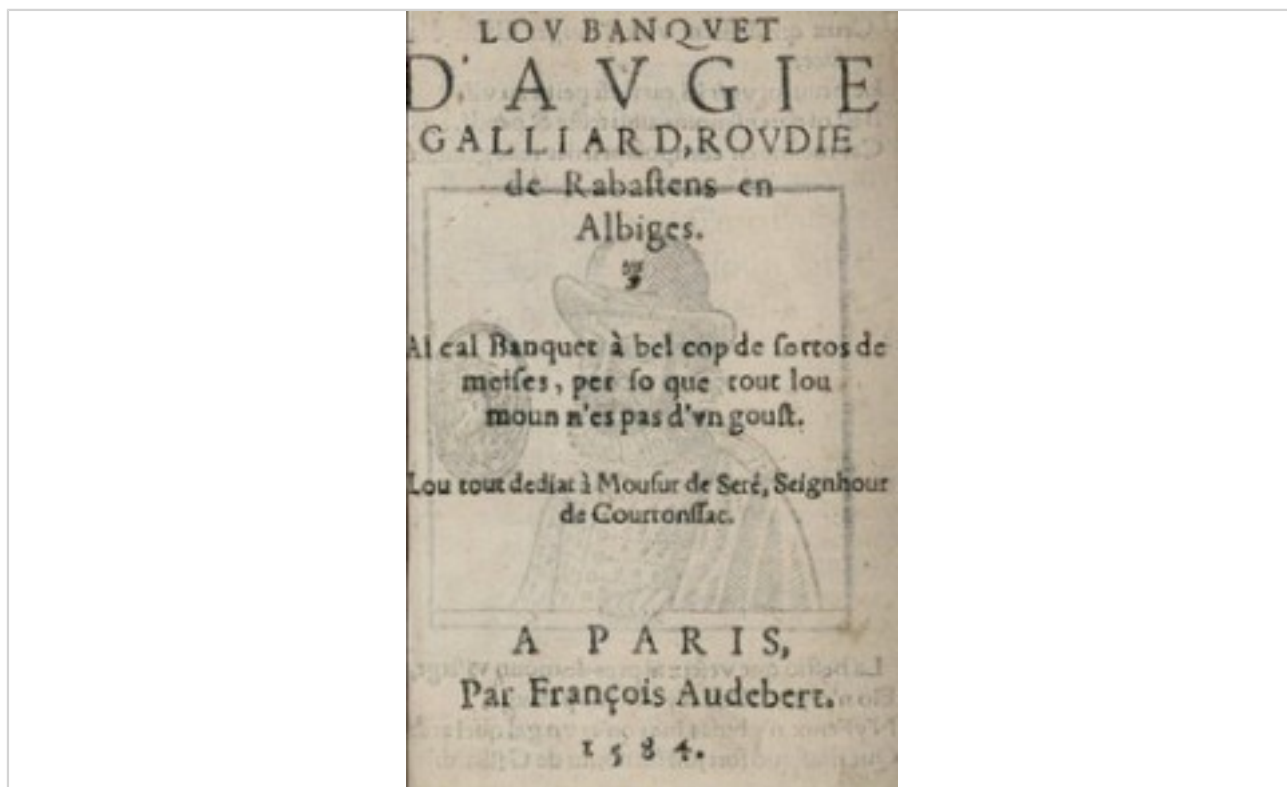 LOV BANQVET
D'AVGIE
GALLIARD, ROVDIE
de Rabaſtens en
Albiges.
Al cal Banquet à bel cop de ſortos de
meiſes, per ſo que tout lou
moun n'es pas d'vn gouſt.
Lou tout dediat à Mouſur de Seré, Seignhour
de Courtonſſac.
A PARIS,
Par François Audebert.
1584.